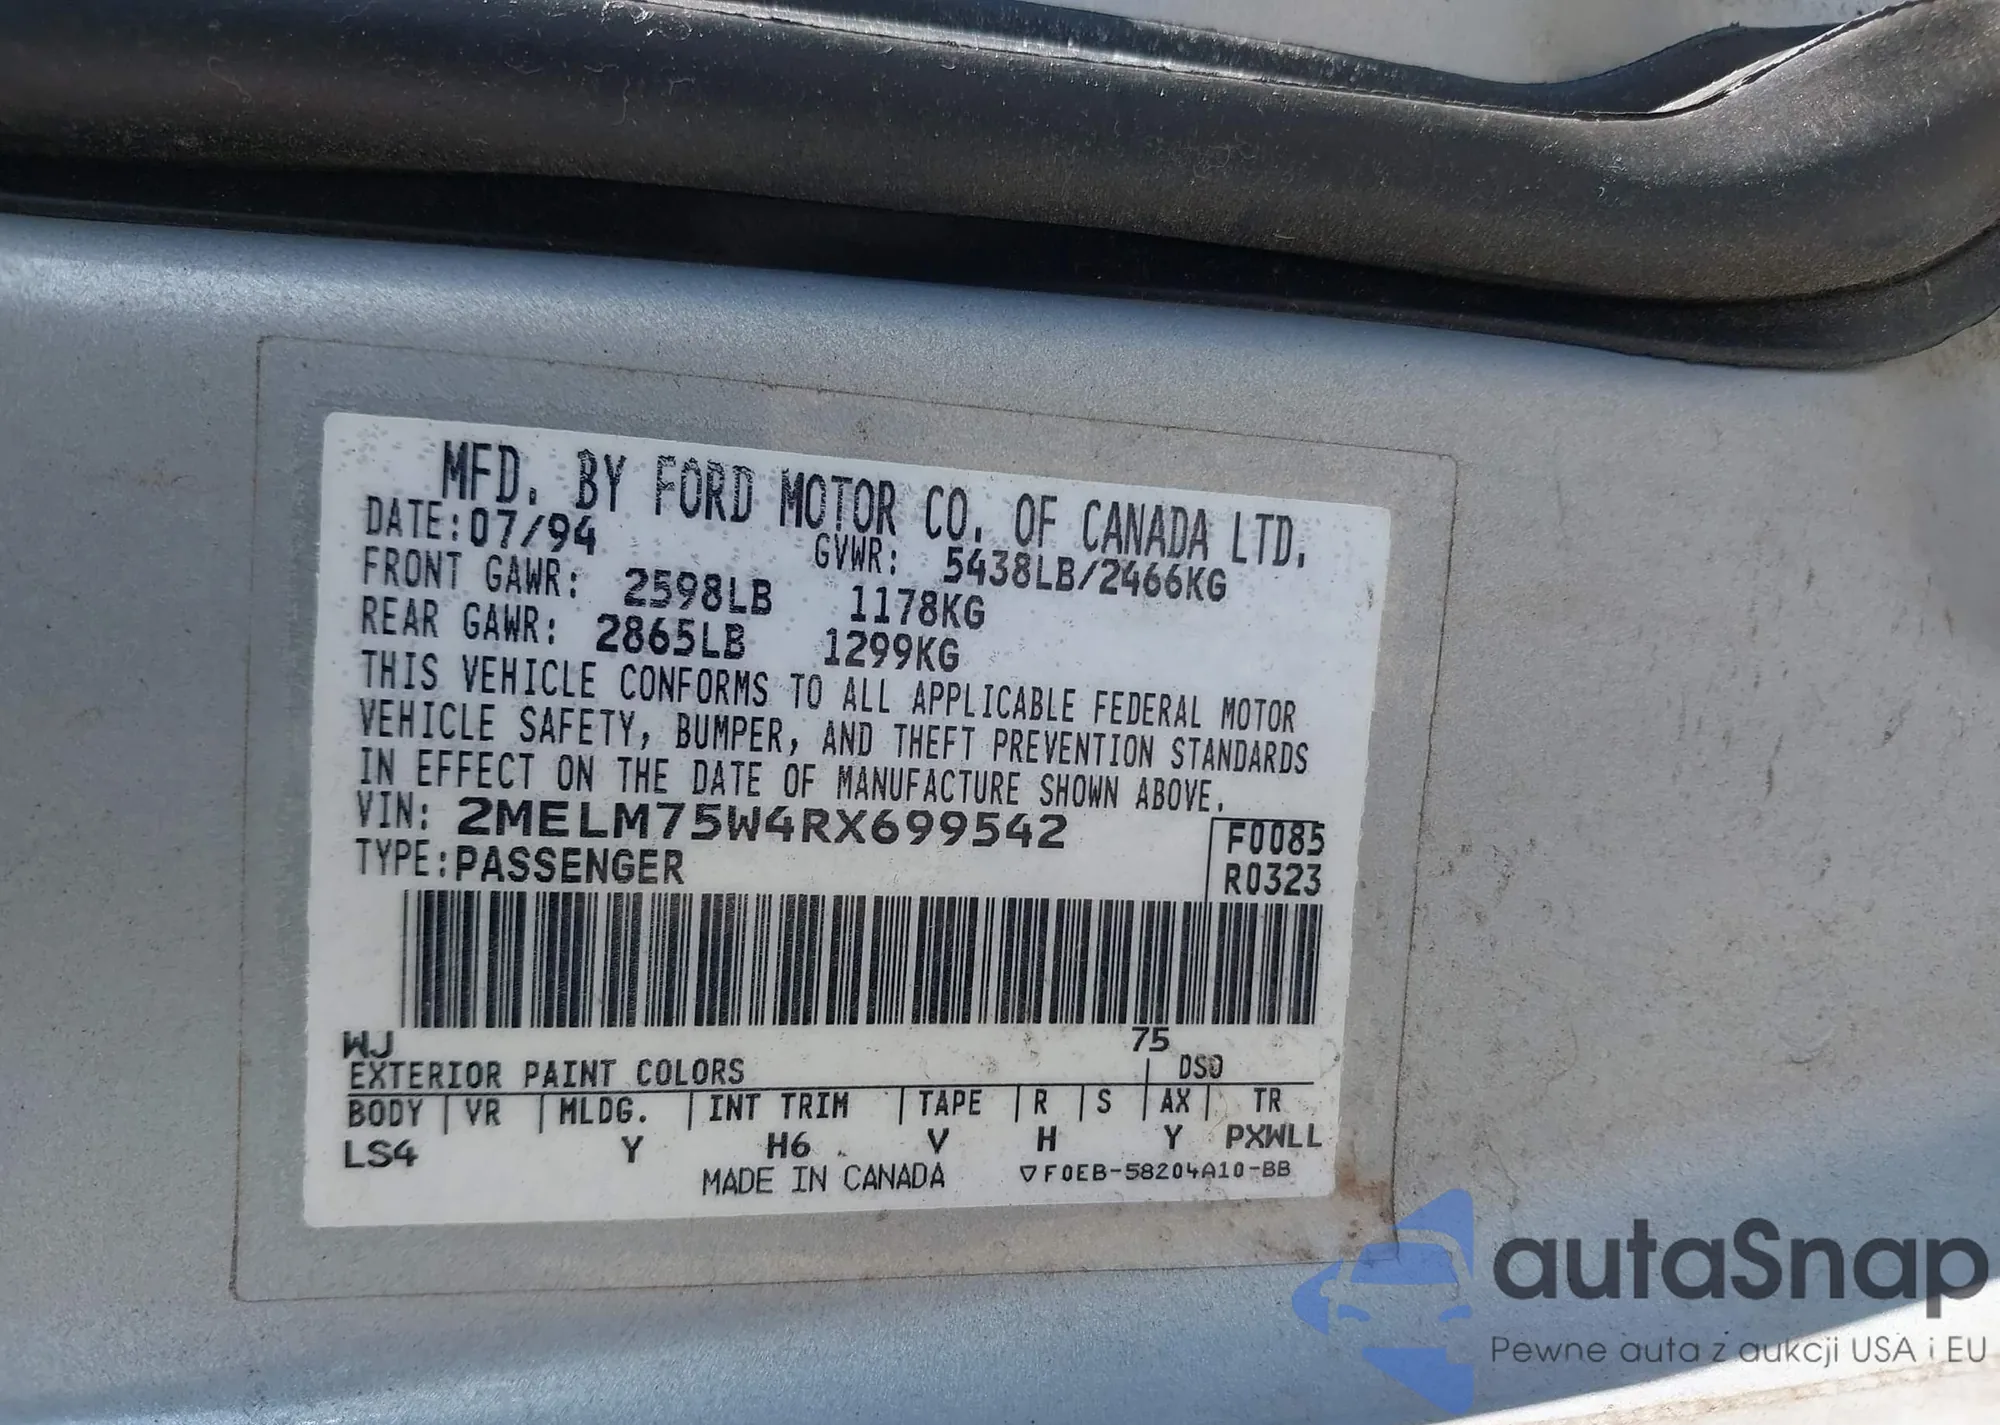 MFD. BY FORD MOTOR CO. OF CANADA LTD.
DATE: 07/94 GVWR: 5438LB/2466KG
FRONT GAWR: 2598LB 1178KG
REAR GAWR: 2865LB 1299KG
THIS VEHICLE CONFORMS TO ALL APPLICABLE FEDERAL MOTOR
VEHICLE SAFETY, BUMPER, AND THEFT PREVENTION STANDARDS
IN EFFECT ON THE DATE OF MANUFACTURE SHOWN ABOVE.
VIN: 2MELM75W4RX699542 F0085
TYPE: PASSENGER R0323
WJ 75
EXTERIOR PAINT COLORS DSO
BODY VR MLDG. INT TRIM TAPE R S AX TR
LS4 Y H6 V H Y PXWLL
MADE IN CANADA ▽F0EB-58204A10-BB
autaSnap
Pewne auta z aukcji USA i EU